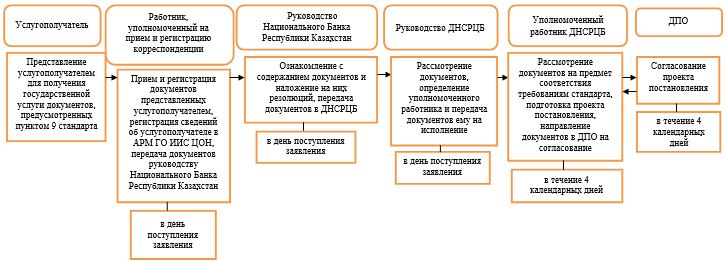 Услугополучатель
Работник,
уполномоченный на
прием и регистрацию
корреспонденции
Руководство
Национального Банка
Республики Казахстан
Руководство ДНСРЦБ
Уполномоченный
работник ДНСРЦБ
ДПО
Представление
услугополучателем
для получения
государственной
услуги документов,
предусмотренных
пунктом 9 стандарта
Прием и регистрация
документов
представленных
услугополучателем,
регистрация сведений
об услугополучателе в
АРМ ГО ИИС ЦОН,
передача документов
руководству
Национального Банка
Республики Казахстан
в день
поступления
заявления
Ознакомление с
содержанием документов и
наложение на них
резолюций, передача
документов в ДНСРЦБ
в день поступления
заявления
Рассмотрение
документов,
определение
уполномоченного
работника и передача
документов ему на
исполнение
в день поступления
заявления
Рассмотрение
документов на предмет
соответствия
требованиям стандарта,
подготовка проекта
постановления,
направление
документов в ДПО на
согласование
в течение 4
календарных дней
Согласование
проекта
постановления
в течение 4
календарных
дней